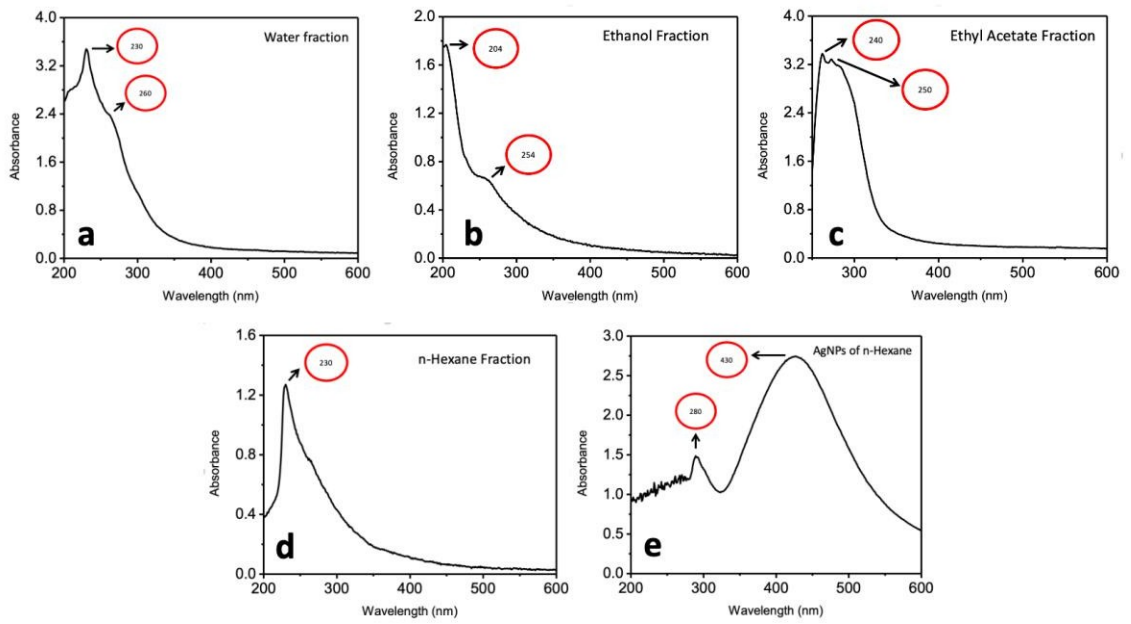 4.0
3.2
2.4
1.6
0.8
0.0
Absorbance
Water fraction
230
260
a
200 300 400 500 600
Wavelength (nm)
2.0
1.6
1.2
0.8
0.4
0.0
Absorbance
Ethanol Fraction
204
254
b
200 300 400 500 600
Wavelength (nm)
4.0
3.2
2.4
1.6
0.8
0.0
Absorbance
Ethyl Acetate Fraction
240
250
c
300 400 500 600
Wavelength (nm)
1.6
1.2
0.8
0.4
0.0
Absorbance
n-Hexane Fraction
230
d
200 300 400 500 600
Wavelength (nm)
3.0
2.5
2.0
1.5
1.0
0.5
0.0
Absorbance
AgNPs of n-Hexane
430
280
e
200 300 400 500 600
Wavelength (nm)